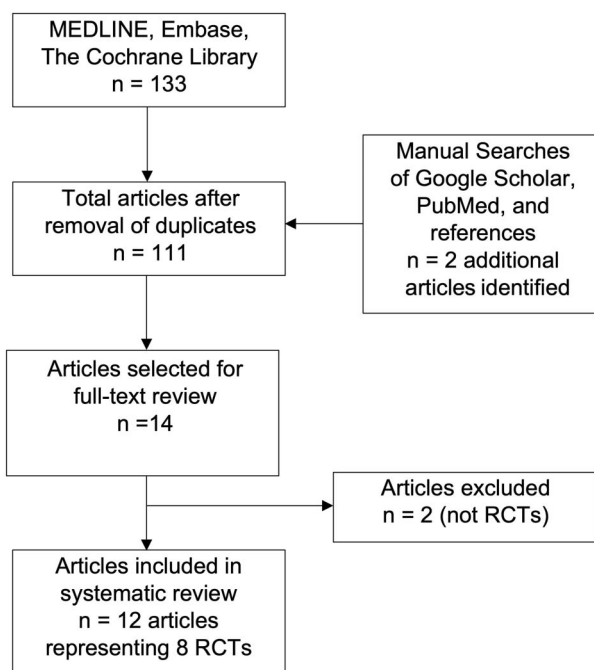 MEDLINE, Embase,
The Cochrane Library
n = 133
Manual Searches
of Google Scholar,
PubMed, and
references
n = 2 additional
articles identified
Total articles after
removal of duplicates
n = 111
Articles selected for
full-text review
n =14
Articles excluded
n = 2 (not RCTs)
Articles included in
systematic review
n = 12 articles
representing 8 RCTs